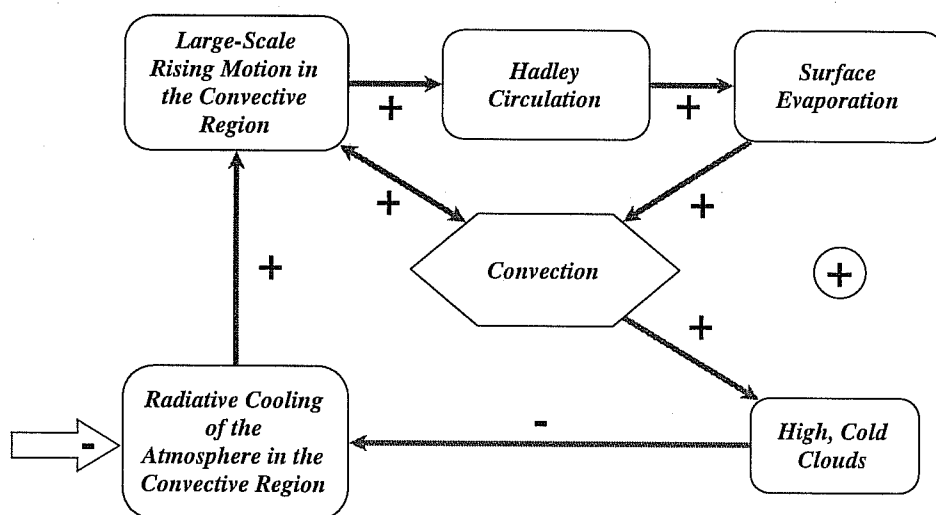 Large-Scale
Rising Motion in
the Convective
Region
+
Hadley
Circulation
+
Surface
Evaporation
+
+
Convection
+
+
+
Radiative Cooling
of the
Atmosphere in the
Convective Region
-
-
High, Cold
Clouds